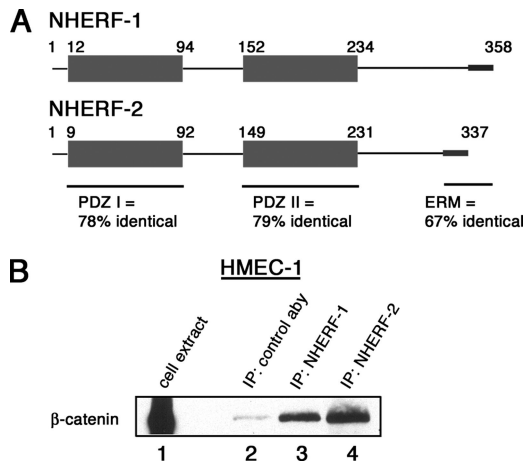 A
NHERF-1
1 12 94 152 234 358
NHERF-2
1 9 92 149 231 337
PDZ I =
78% identical
PDZ II =
79% identical
ERM =
67% identical
B
HMEC-1
cell extract
IP: control aby
IP: NHERF-1
IP: NHERF-2
β-catenin
1 2 3 4